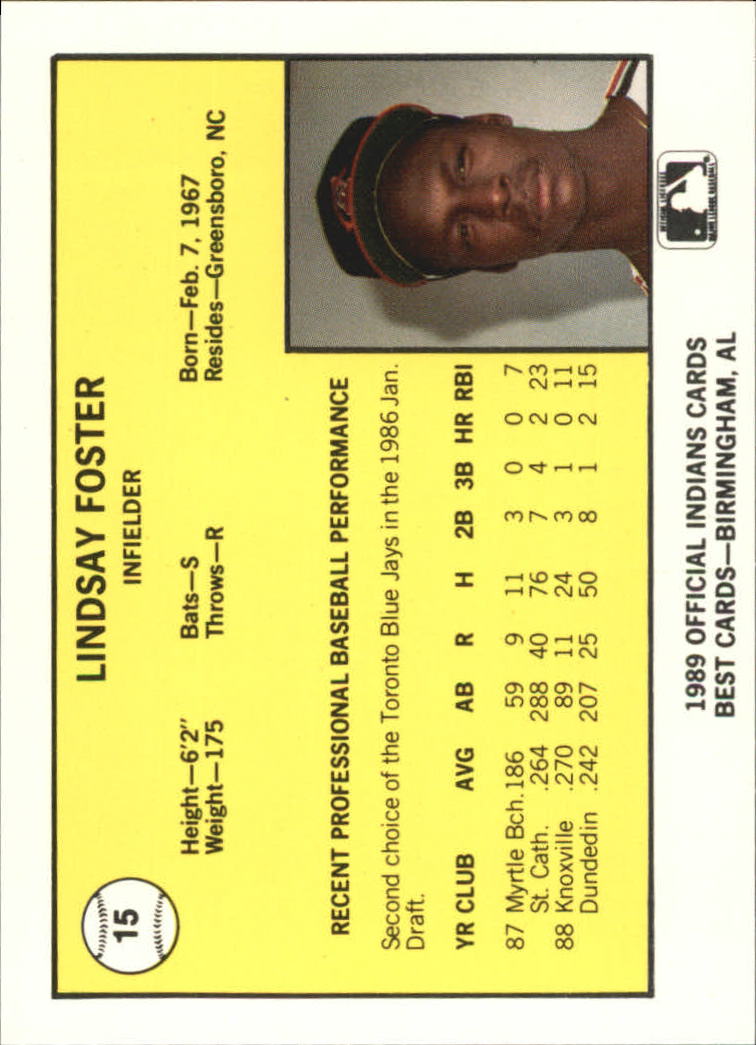 15
LINDSAY FOSTER
INFIELDER
Height—6'2" Bats—S Born—Feb. 7, 1967
Weight—175 Throws—R Resides—Greensboro, NC
RECENT PROFESSIONAL BASEBALL PERFORMANCE
Second choice of the Toronto Blue Jays in the 1986 Jan.
Draft.
YR CLUB AVG AB R H 2B 3B HR RBI
87 Myrtle Bch. .186 59 9 11 3 0 0 7
St. Cath. .264 288 40 76 7 4 2 23
88 Knoxville .270 89 11 24 3 1 0 11
Dundedin .242 207 25 50 8 1 2 15
1989 OFFICIAL INDIANS CARDS
BEST CARDS—BIRMINGHAM, AL